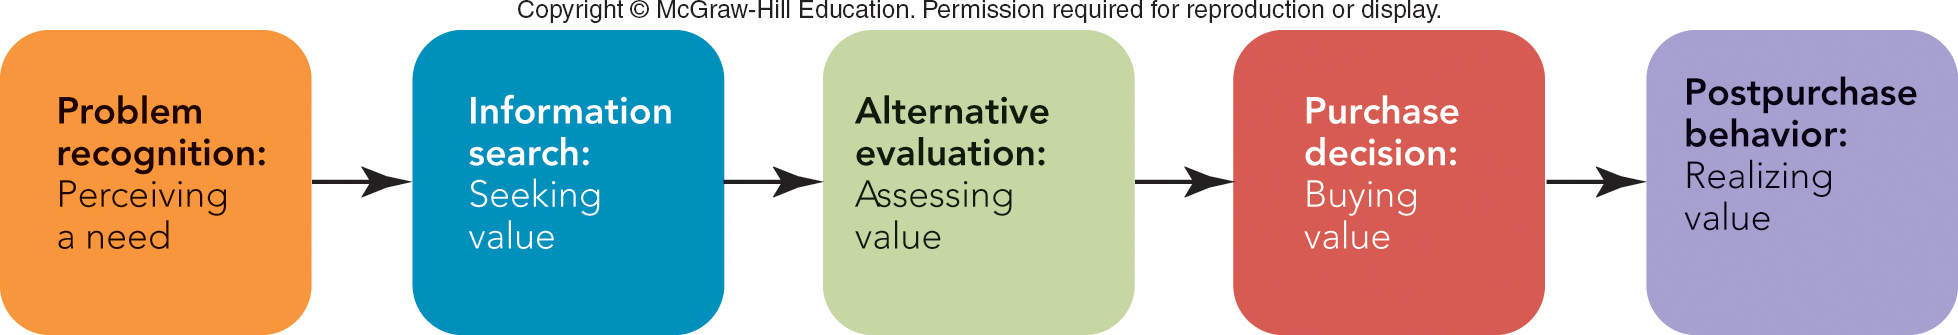 Copyright © McGraw-Hill Education. Permission required for reproduction or display.
Problem
recognition:
Perceiving
a need
Information
search:
Seeking
value
Alternative
evaluation:
Assessing
value
Purchase
decision:
Buying
value
Postpurchase
behavior:
Realizing
value